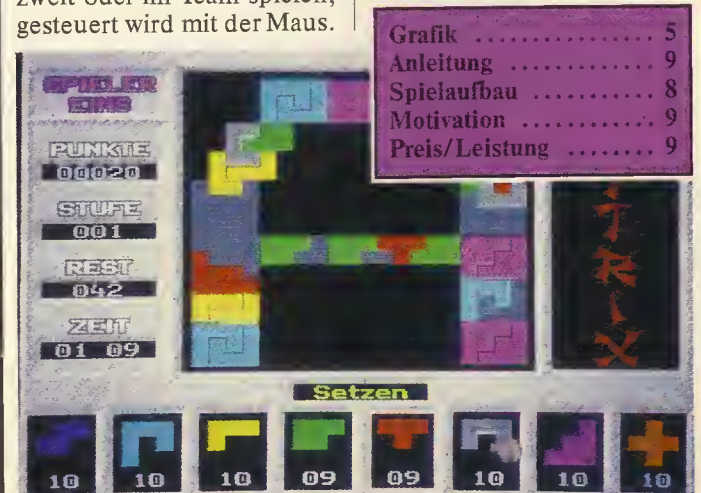 zweit oder im Team spielen,
gesteuert wird mit der Maus.
Grafik ................ 5
Anleitung ............ 9
Spielaufbau .......... 8
Motivation ........... 9
Preis/Leistung ....... 9
SPIELER
EINS
PUNKTE
00020
STUFE
001
REST
042
ZEIT
01 09
TRIX
Setzen
10 10 10 09 09 10 10 10